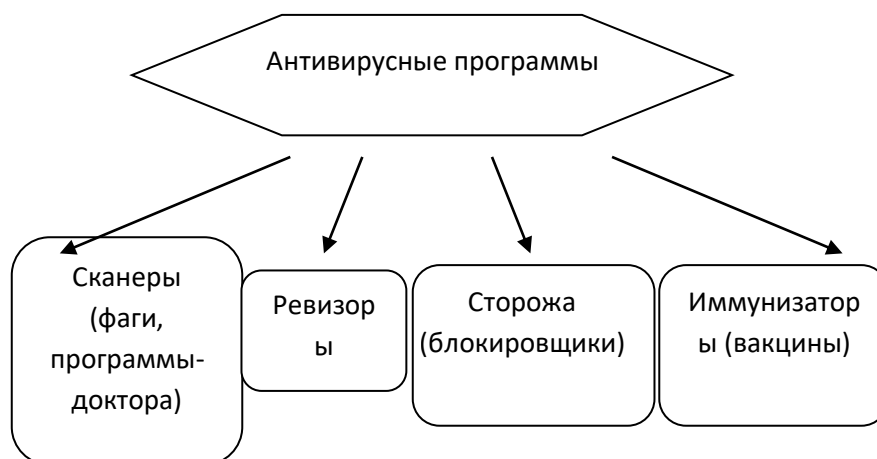 Антивирусные программы
Сканеры
(фаги,
программы-
доктора)
Ревизор
ы
Сторожа
(блокировщики)
Иммунизатор
ы (вакцины)